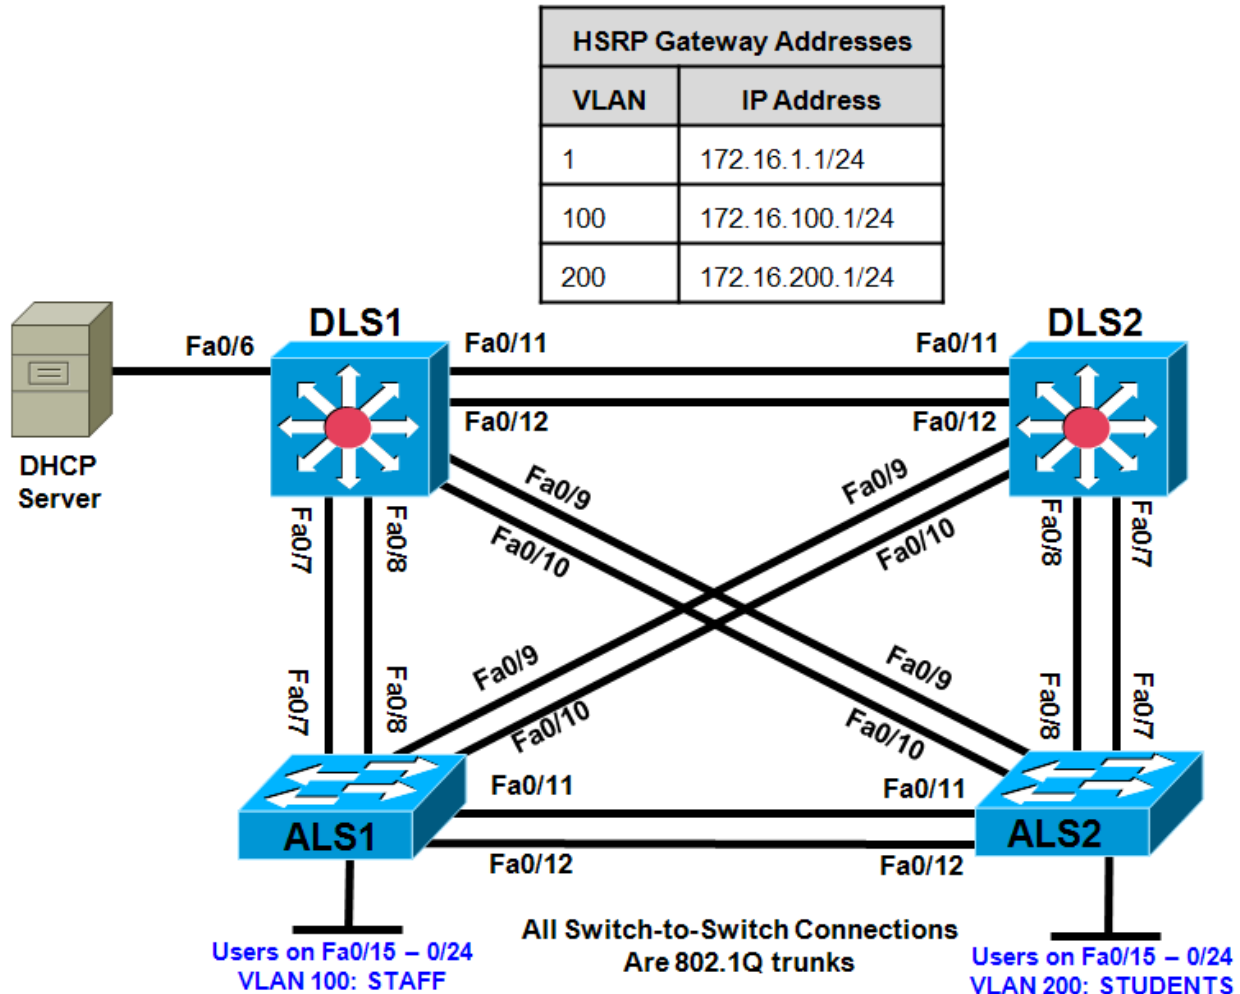 HSRP Gateway Addresses
VLAN IP Address
1 172.16.1.1/24
100 172.16.100.1/24
200 172.16.200.1/24
DLS1
DLS2
Fa0/6
Fa0/11
Fa0/11
Fa0/12
Fa0/12
DHCP
Server
Fa0/7
Fa0/8
Fa0/9
Fa0/10
Fa0/9
Fa0/10
Fa0/8
Fa0/7
Fa0/7
Fa0/8
Fa0/9
Fa0/10
Fa0/9
Fa0/10
Fa0/8
Fa0/7
Fa0/11
Fa0/11
ALS1
ALS2
Fa0/12
Fa0/12
All Switch-to-Switch Connections
Are 802.1Q trunks
Users on Fa0/15 – 0/24
VLAN 100: STAFF
Users on Fa0/15 – 0/24
VLAN 200: STUDENTS